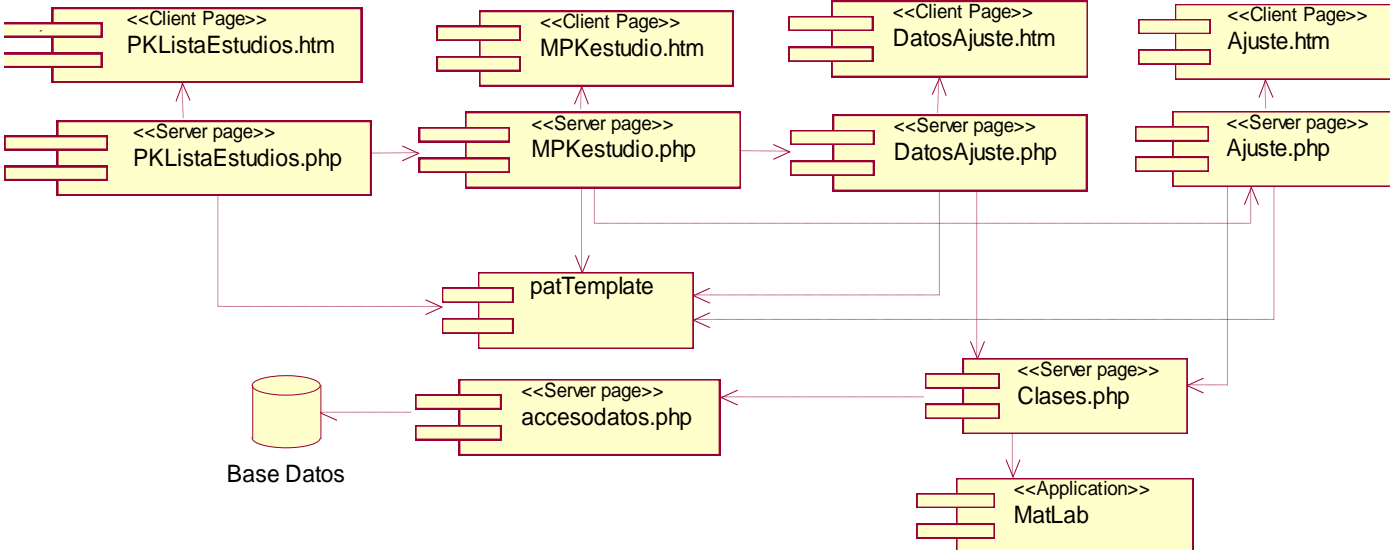 <<Client Page>>
PKListaEstudios.htm
<<Client Page>>
MPKestudio.htm
<<Client Page>>
DatosAjuste.htm
<<Client Page>>
Ajuste.htm
<<Server page>>
PKListaEstudios.php
<<Server page>>
MPKestudio.php
<<Server page>>
DatosAjuste.php
<<Server page>>
Ajuste.php
patTemplate
<<Server page>>
Clases.php
<<Server page>>
accesodatos.php
Base Datos
<<Application>>
MatLab